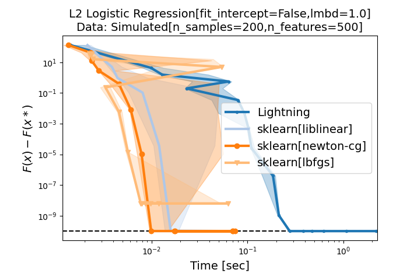 L2 Logistic Regression[fit_intercept=False,lmbd=1.0]
Data: Simulated[n_samples=200,n_features=500]
F(x) − F(x*)
10¹
10⁻¹
10⁻³
10⁻⁵
10⁻⁷
10⁻⁹
Lightning
sklearn[liblinear]
sklearn[newton-cg]
sklearn[lbfgs]
10⁻² 10⁻¹ 10⁰
Time [sec]